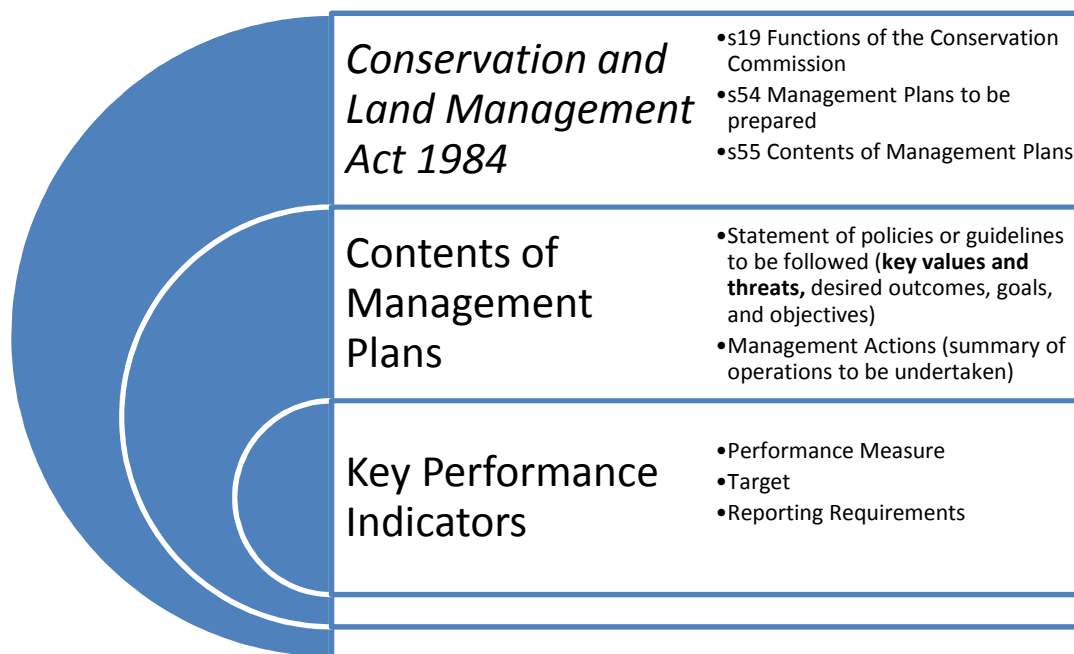 Conservation and
Land Management
Act 1984
•s19 Functions of the Conservation
Commission
•s54 Management Plans to be
prepared
•s55 Contents of Management Plans
Contents of
Management
Plans
•Statement of policies or guidelines
to be followed (key values and
threats, desired outcomes, goals,
and objectives)
•Management Actions (summary of
operations to be undertaken)
Key Performance
Indicators
•Performance Measure
•Target
•Reporting Requirements